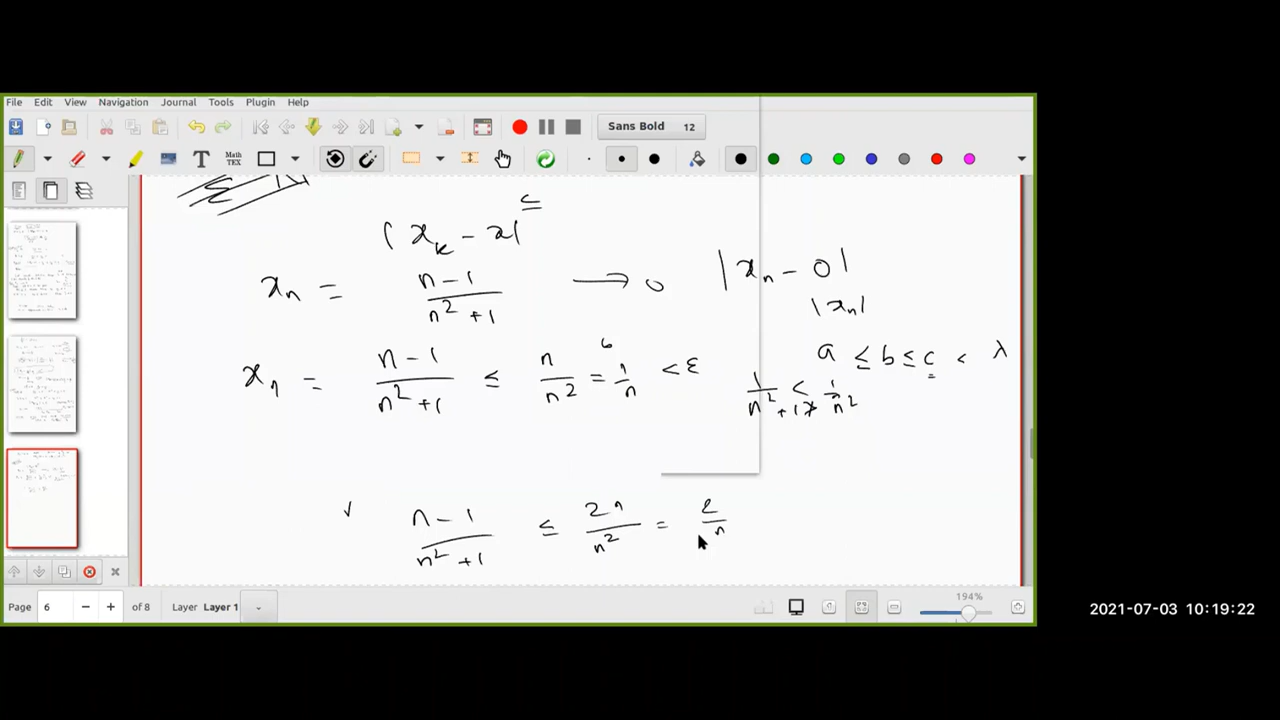 File Edit View Navigation Journal Tools Plugin Help
Sans Bold 12
Math TEX
≤
|x_k - x|
x_n = (n-1)/(n^2+1) → 0 |x_n - 0|
|x_n|
x_n = (n-1)/(n^2+1) ≤ n/n^2 = 1/n < ε
a ≤ b ≤ c < λ
1/(n^2+1) < 1/n^2
√ (n-1)/(n^2+1) ≤ 2n/n^2 = 2/n
Page 6 of 8 Layer Layer 1 194%
2021-07-03 10:19:22